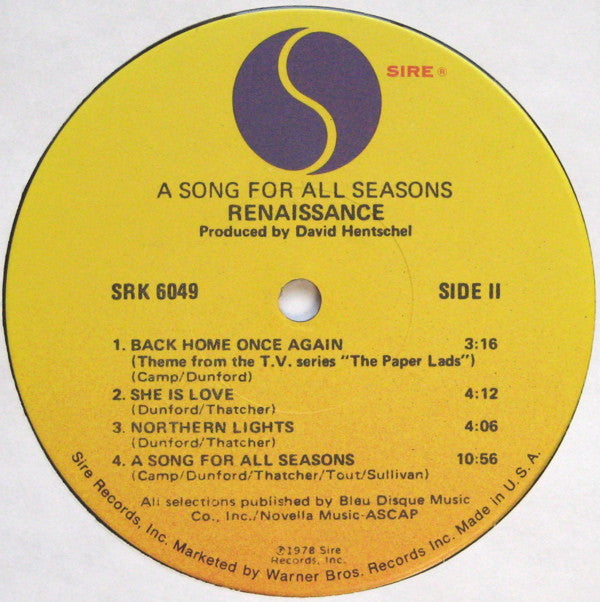 SIRE ®
A SONG FOR ALL SEASONS
RENAISSANCE
Produced by David Hentschel
SRK 6049 SIDE II
1. BACK HOME ONCE AGAIN 3:16
(Theme from the T.V. series "The Paper Lads")
(Camp/Dunford)
2. SHE IS LOVE 4:12
(Dunford/Thatcher)
3. NORTHERN LIGHTS 4:06
(Dunford/Thatcher)
4. A SONG FOR ALL SEASONS 10:56
(Camp/Dunford/Thatcher/Tout/Sullivan)
All selections published by Bleu Disque Music
Co., Inc./Novella Music-ASCAP
℗1978 Sire
Records, Inc.
Sire Records, Inc. Marketed by Warner Bros. Records Inc. Made in U.S.A.